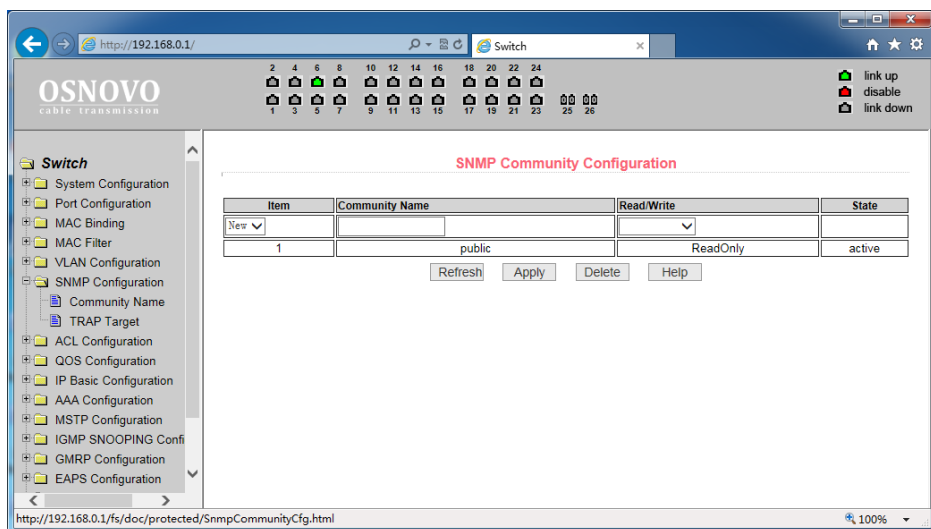 http://192.168.0.1/
Switch
OSNOVO
cable transmission
2 4 6 8 10 12 14 16 18 20 22 24
1 3 5 7 9 11 13 15 17 19 21 23 25 26
link up
disable
link down
Switch
System Configuration
Port Configuration
MAC Binding
MAC Filter
VLAN Configuration
SNMP Configuration
Community Name
TRAP Target
ACL Configuration
QOS Configuration
IP Basic Configuration
AAA Configuration
MSTP Configuration
IGMP SNOOPING Confi
GMRP Configuration
EAPS Configuration
SNMP Community Configuration
Item Community Name Read/Write State
New
1 public ReadOnly active
Refresh Apply Delete Help
http://192.168.0.1/fs/doc/protected/SnmpCommunityCfg.html
100%